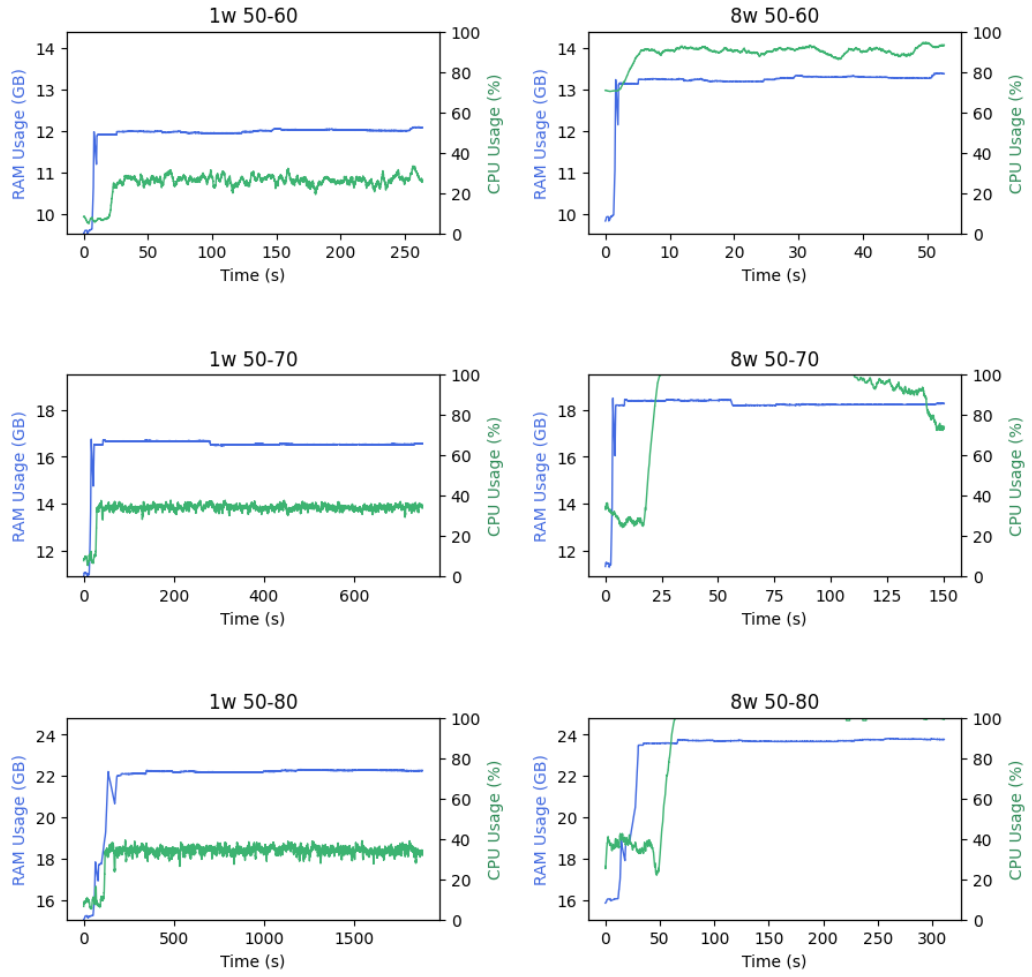 1w 50-60
RAM Usage (GB)
14
13
12
11
10
100
80
60
40
20
0
CPU Usage (%)
0 50 100 150 200 250
Time (s)
8w 50-60
RAM Usage (GB)
14
13
12
11
10
100
80
60
40
20
0
CPU Usage (%)
0 10 20 30 40 50
Time (s)
1w 50-70
RAM Usage (GB)
18
16
14
12
100
80
60
40
20
0
CPU Usage (%)
0 200 400 600
Time (s)
8w 50-70
RAM Usage (GB)
18
16
14
12
100
80
60
40
20
0
CPU Usage (%)
0 25 50 75 100 125 150
Time (s)
1w 50-80
RAM Usage (GB)
24
22
20
18
16
100
80
60
40
20
0
CPU Usage (%)
0 500 1000 1500
Time (s)
8w 50-80
RAM Usage (GB)
24
22
20
18
16
100
80
60
40
20
0
CPU Usage (%)
0 50 100 150 200 250 300
Time (s)